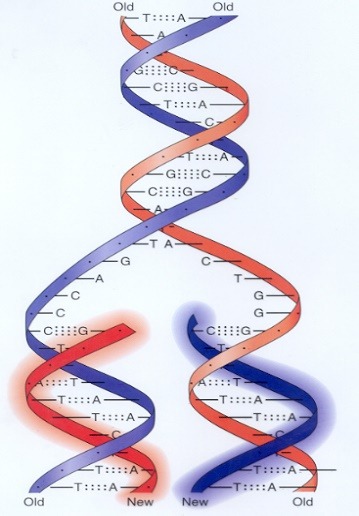 Old Old
T::::A
A
G::::C
C::::G
T:::A
C
T::::A
G::::C
C::::G
A
T A
G C
A T
C G
C G
C::::G C::::G
T T
A::::T A::::T
T::::A T::::A
T::::A T::::A
C C
T::::A T::::A
T::::A T::::A
Old New New Old